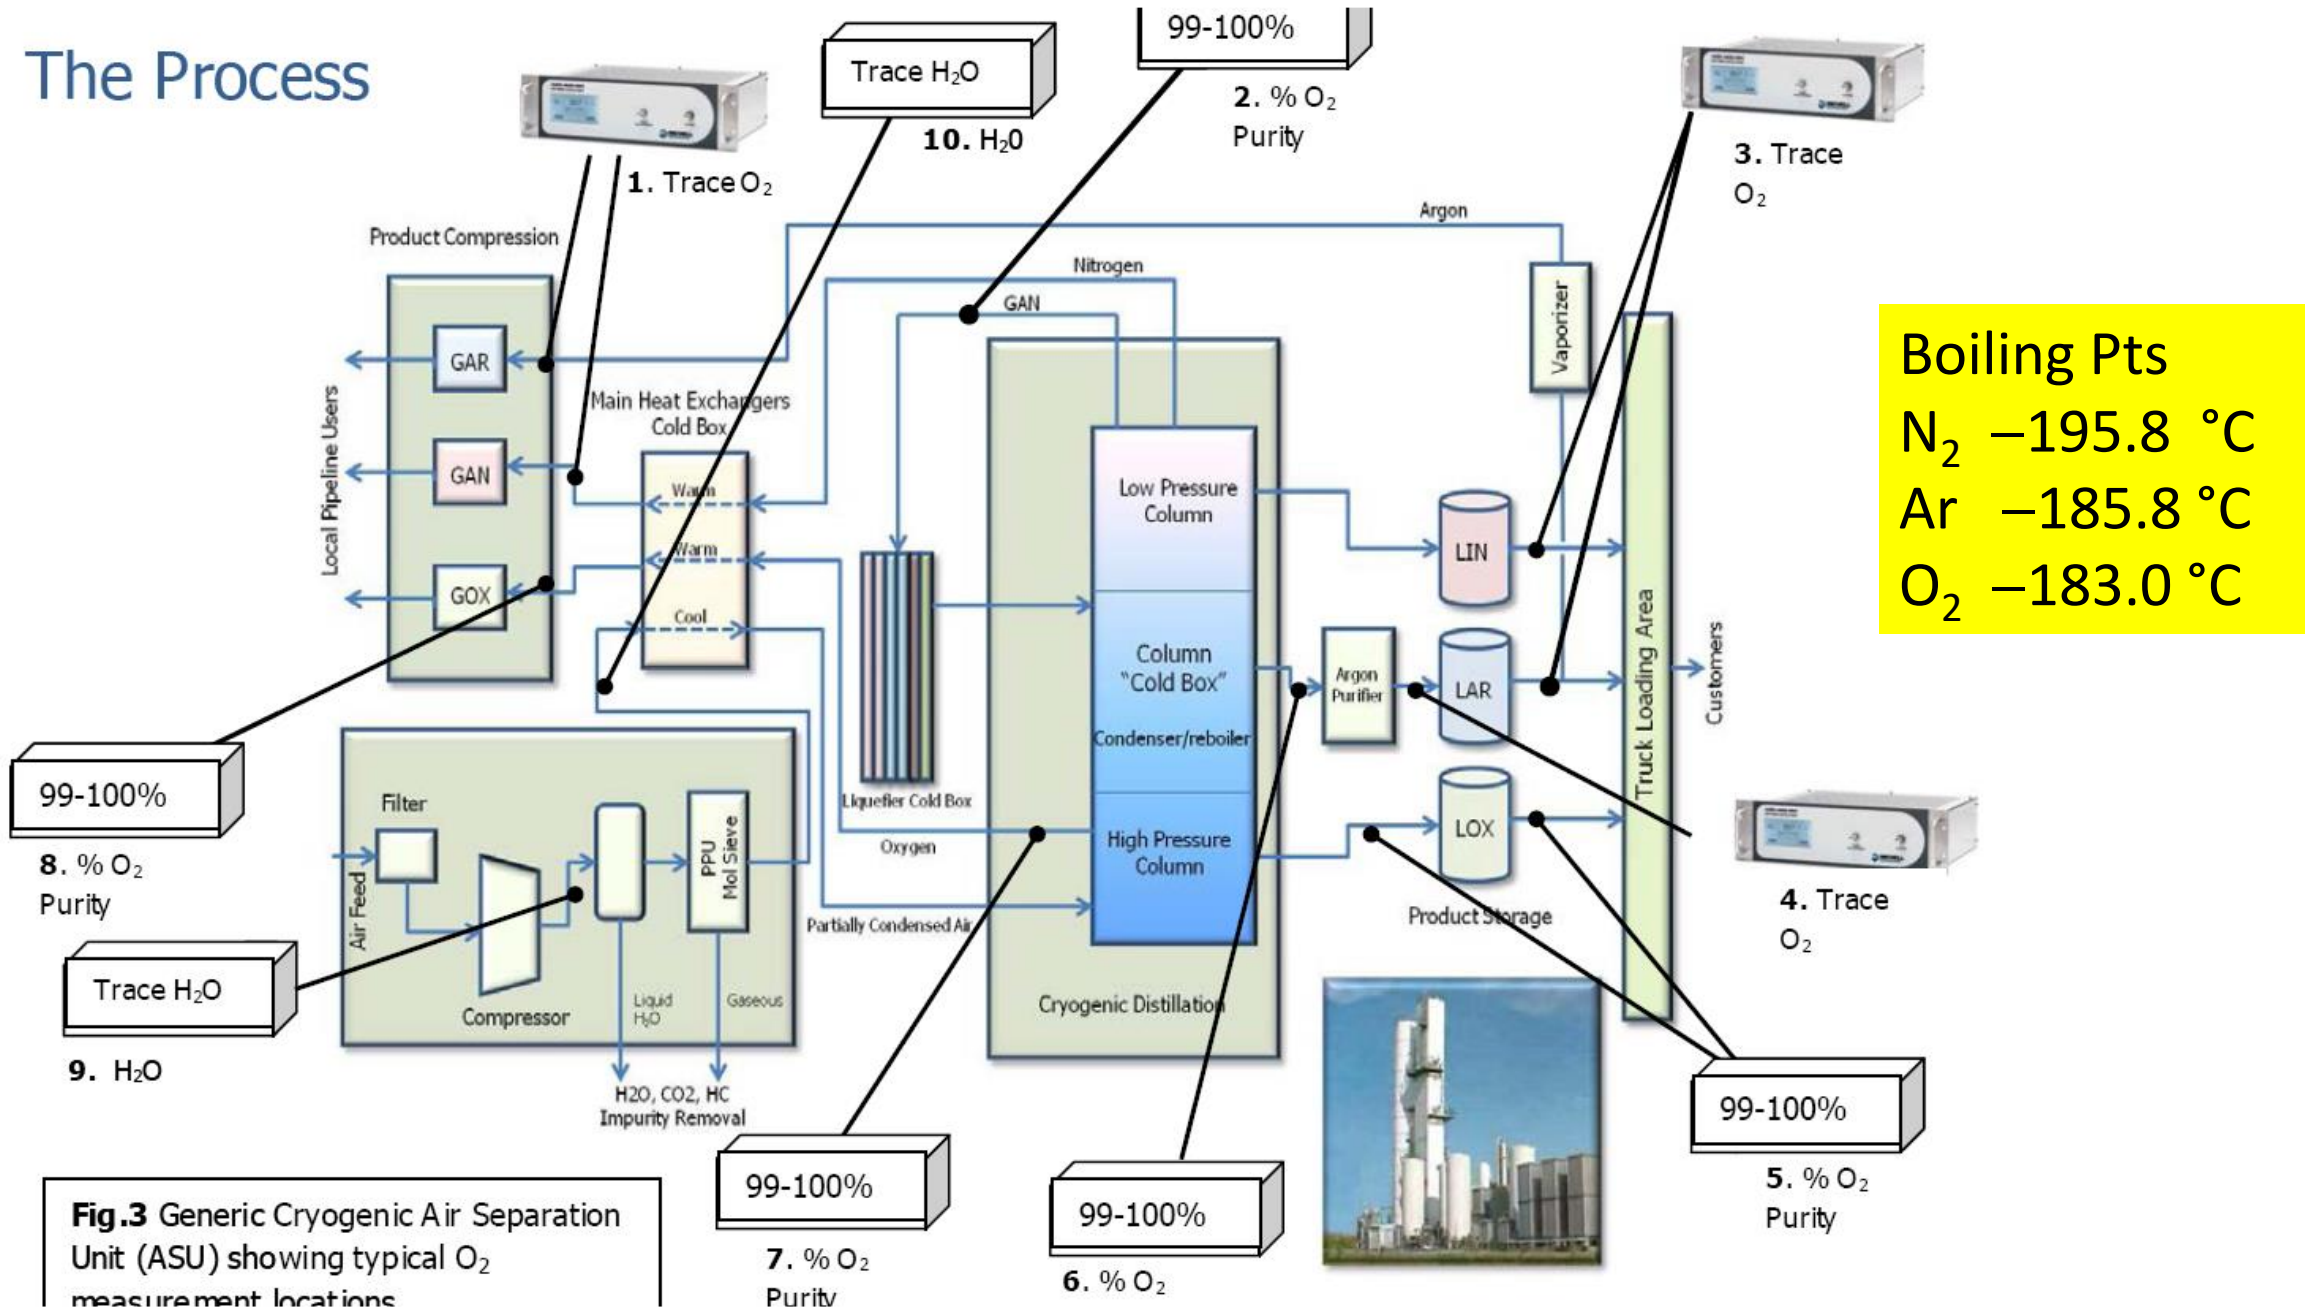 The Process
99-100%
2. % O₂
Purity
Trace H₂O
10. H₂0
1. Trace O₂
3. Trace
O₂
Argon
Product Compression
Nitrogen
GAN
Vaporizer
Boiling Pts
N₂ –195.8 °C
Ar –185.8 °C
O₂ –183.0 °C
GAR
Main Heat Exchangers
Cold Box
Local Pipeline Users
GAN
Warm
Low Pressure
Column
LIN
Warm
GOX
Cool
Column
"Cold Box"
Condenser/reboiler
Argon
Purifier
LAR
Truck Loading Area
Customers
99-100%
8. % O₂
Purity
Filter
Air Feed
PPU
Mol Sieve
Liquefier Cold Box
Oxygen
High Pressure
Column
LOX
4. Trace
O₂
Partially Condensed Air
Product Storage
Trace H₂O
9. H₂O
Compressor
Liquid
H₂O
Gaseous
Cryogenic Distillation
H2O, CO2, HC
Impurity Removal
99-100%
5. % O₂
Purity
99-100%
7. % O₂
Purity
99-100%
6. % O₂
Fig.3 Generic Cryogenic Air Separation
Unit (ASU) showing typical O₂
measurement locations